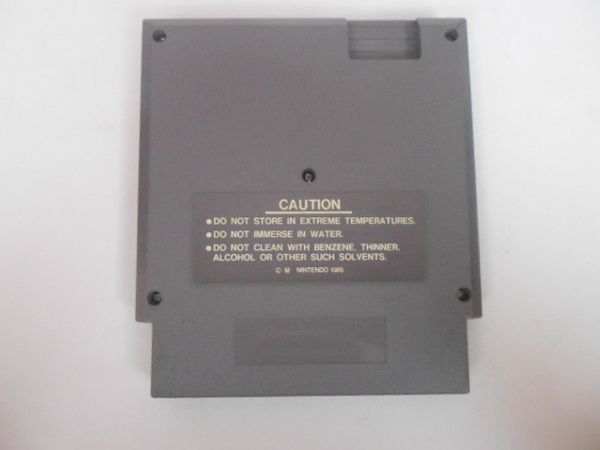 CAUTION
●DO NOT STORE IN EXTREME TEMPERATURES.
●DO NOT IMMERSE IN WATER.
●DO NOT CLEAN WITH BENZENE, THINNER,
ALCOHOL OR OTHER SUCH SOLVENTS.
© Ⓜ NINTENDO 1985